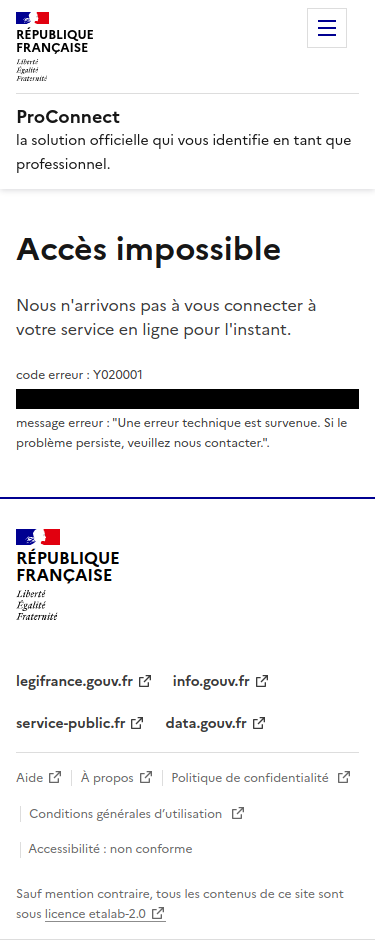 RÉPUBLIQUE
FRANÇAISE
Liberté
Égalité
Fraternité
ProConnect
la solution officielle qui vous identifie en tant que
professionnel.
Accès impossible
Nous n'arrivons pas à vous connecter à
votre service en ligne pour l'instant.
code erreur : Y020001
message erreur : "Une erreur technique est survenue. Si le
problème persiste, veuillez nous contacter.".
RÉPUBLIQUE
FRANÇAISE
Liberté
Égalité
Fraternité
legifrance.gouv.fr info.gouv.fr
service-public.fr data.gouv.fr
Aide À propos Politique de confidentialité
Conditions générales d’utilisation
Accessibilité : non conforme
Sauf mention contraire, tous les contenus de ce site sont
sous licence etalab-2.0